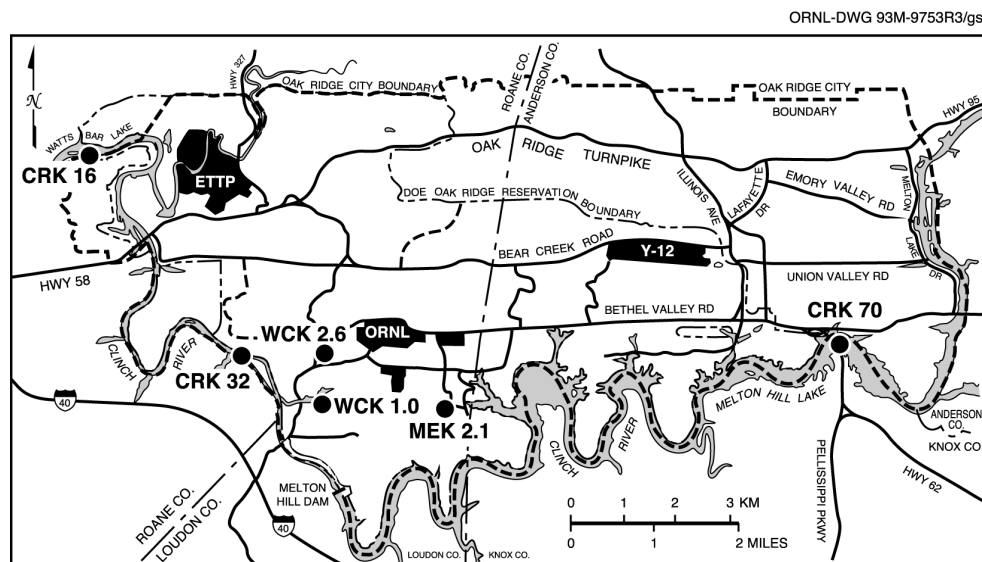 ORNL-DWG 93M-9753R3/gs
N
HWY 327
OAK RIDGE CITY BOUNDARY
ROANE CO.
ANDERSON CO.
OAK RIDGE CITY
BOUNDARY
HWY 95
WATTS BAR LAKE
CRK 16
ETTP
OAK RIDGE TURNPIKE
ILLINOIS AVE
LAFAYETTE
DR
EMORY VALLEY RD
MELTON
LAKE
DR
DOE OAK RIDGE RESERVATION BOUNDARY
BEAR CREEK ROAD
Y-12
HWY 58
UNION VALLEY RD
BETHEL VALLEY RD
CRK 70
CLINCH
RIVER
CRK 32
WCK 2.6
ORNL
WCK 1.0
MEK 2.1
40
CLINCH
RIVER
MELTON HILL LAKE
ANDERSON
CO.
KNOX CO.
PELLISSIPPI PKWY
HWY 62
ROANE CO.
LOUDON CO.
40
MELTON
HILL DAM
LOUDON CO.
KNOX CO.
0 1 2 3 KM
0 1 2 MILES